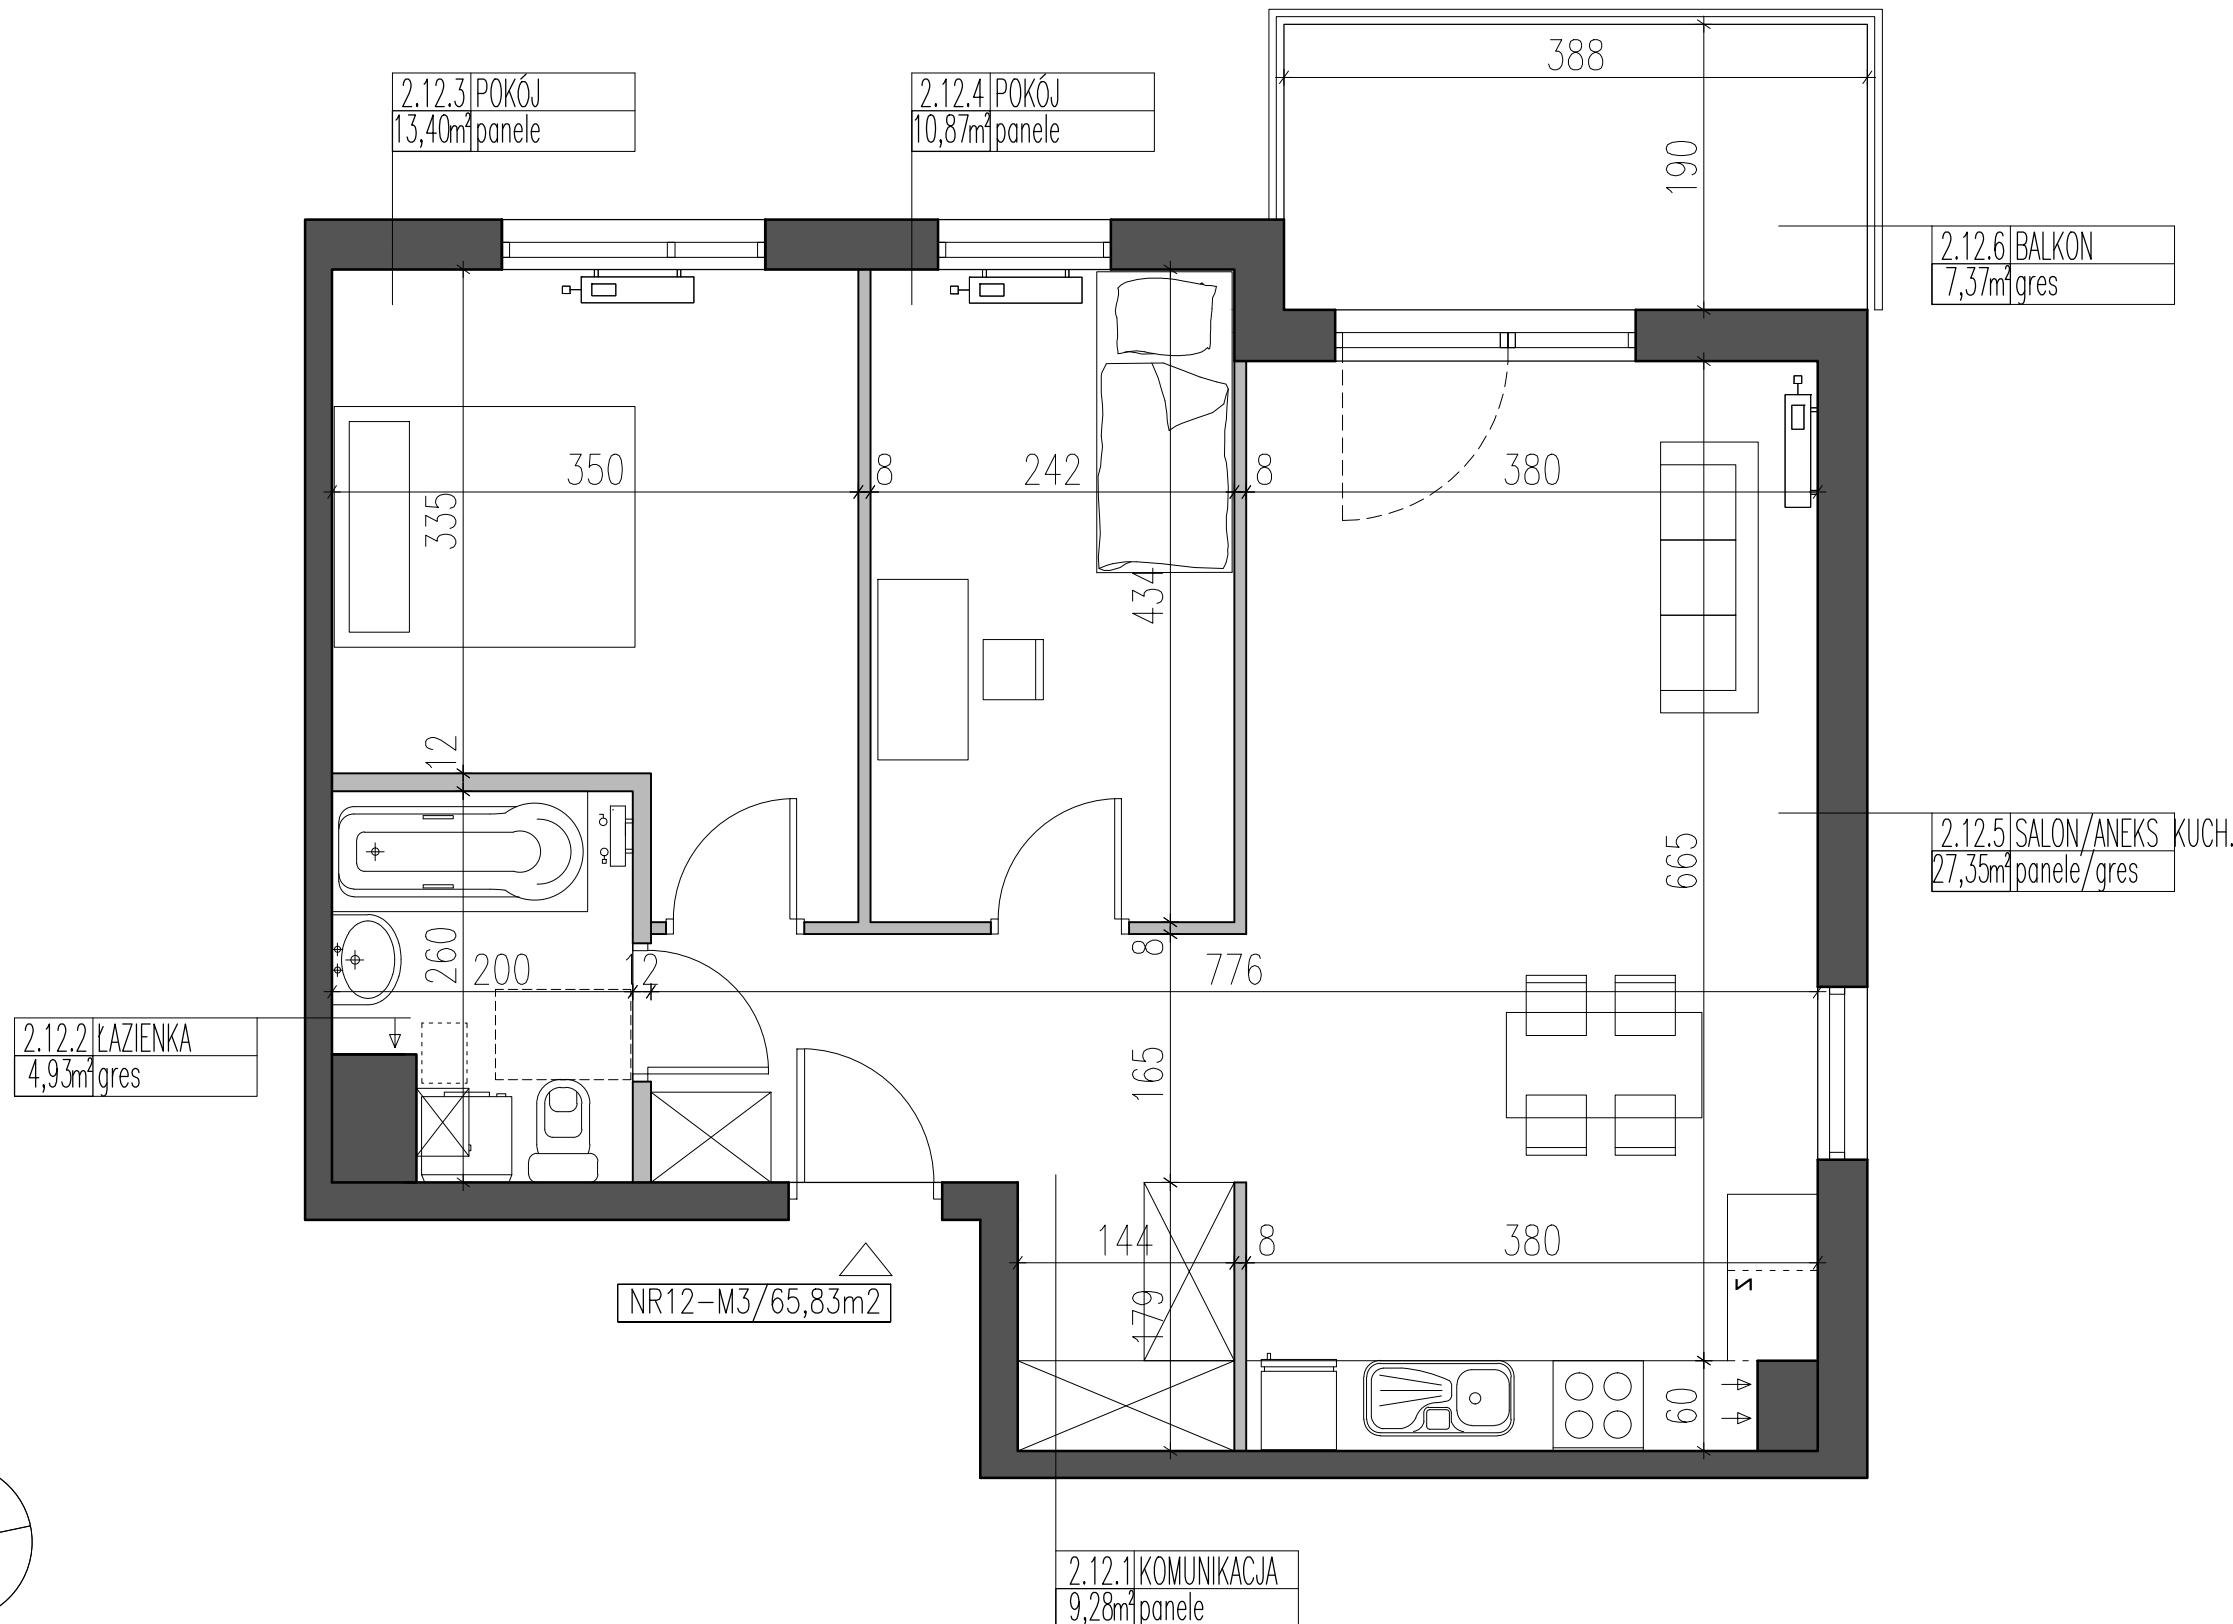 388
2.12.3 POKÓJ
13,40m² panele
2.12.4 POKÓJ
10,87m² panele
190
2.12.6 BALKON
7,37m² gres
350
8
242
8
380
335
434
12
665
2.12.5 SALON/ANEKS KUCH.
27,35m² panele/gres
260
200
12
8
776
2.12.2 ŁAZIENKA
4,93m² gres
165
144
8
380
179
NR12-M3/65,83m2
60
2.12.1 KOMUNIKACJA
9,28m² panele